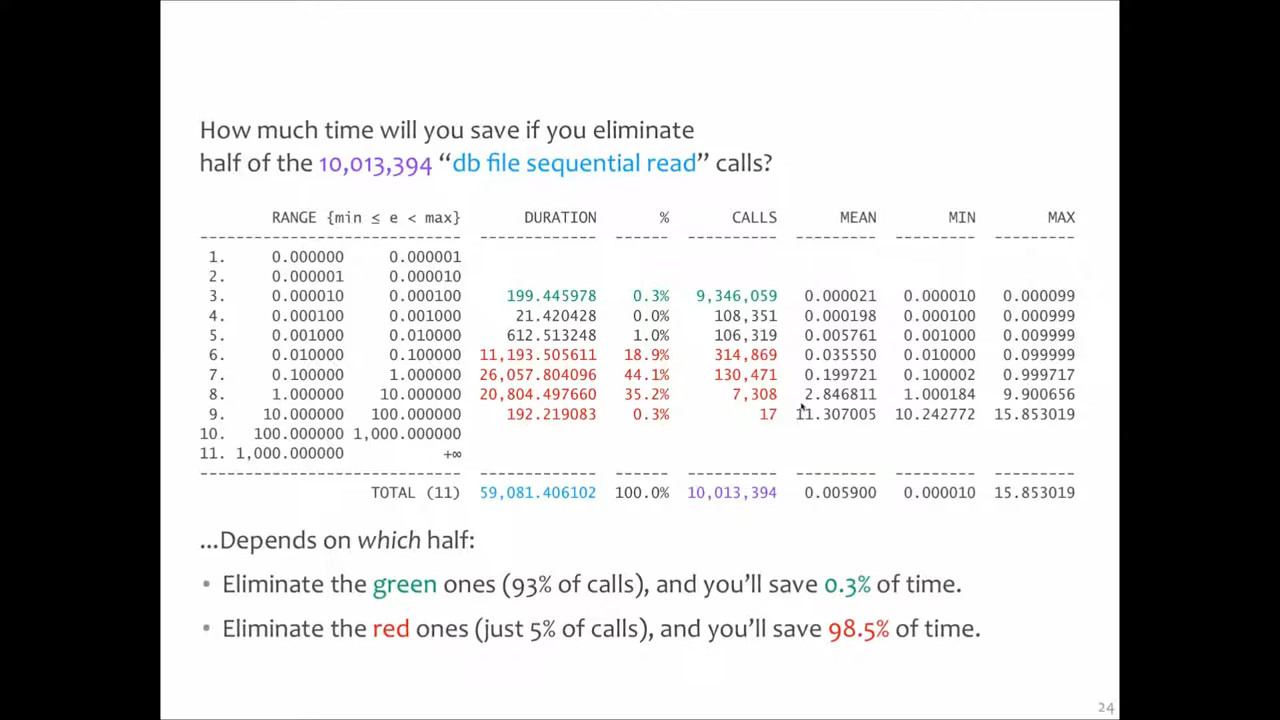 How much time will you save if you eliminate
half of the 10,013,394 “db file sequential read” calls?
RANGE {min ≤ e < max} DURATION % CALLS MEAN MIN MAX
1. 0.000000 0.000001
2. 0.000001 0.000010
3. 0.000010 0.000100 199.445978 0.3% 9,346,059 0.000021 0.000010 0.000099
4. 0.000100 0.001000 21.420428 0.0% 108,351 0.000198 0.000100 0.000999
5. 0.001000 0.010000 612.513248 1.0% 106,319 0.005761 0.001000 0.009999
6. 0.010000 0.100000 11,193.505611 18.9% 314,869 0.035550 0.010000 0.099999
7. 0.100000 1.000000 26,057.804096 44.1% 130,471 0.199721 0.100002 0.999717
8. 1.000000 10.000000 20,804.497660 35.2% 7,308 2.846811 1.000184 9.900656
9. 10.000000 100.000000 192.219083 0.3% 17 11.307005 10.242772 15.853019
10. 100.000000 1,000.000000
11. 1,000.000000 +∞
TOTAL (11) 59,081.406102 100.0% 10,013,394 0.005900 0.000010 15.853019
...Depends on which half:
• Eliminate the green ones (93% of calls), and you’ll save 0.3% of time.
• Eliminate the red ones (just 5% of calls), and you’ll save 98.5% of time.
24